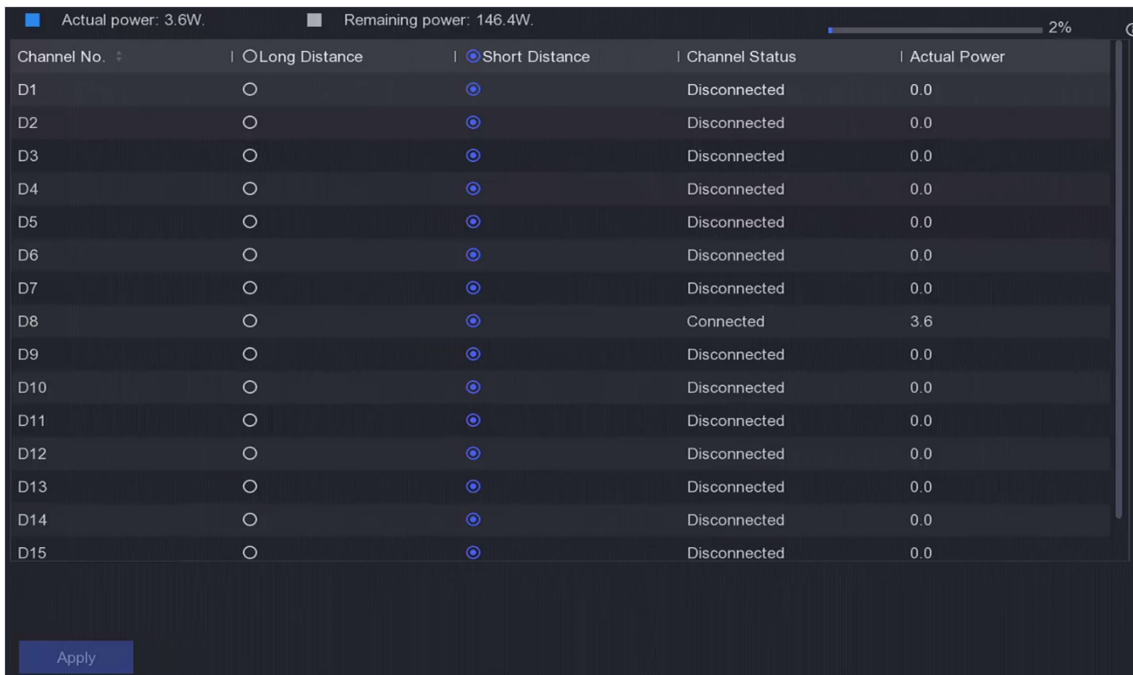 Actual power: 3.6W. Remaining power: 146.4W. 2%
Channel No. Long Distance Short Distance Channel Status Actual Power
D1 Disconnected 0.0
D2 Disconnected 0.0
D3 Disconnected 0.0
D4 Disconnected 0.0
D5 Disconnected 0.0
D6 Disconnected 0.0
D7 Disconnected 0.0
D8 Connected 3.6
D9 Disconnected 0.0
D10 Disconnected 0.0
D11 Disconnected 0.0
D12 Disconnected 0.0
D13 Disconnected 0.0
D14 Disconnected 0.0
D15 Disconnected 0.0
Apply